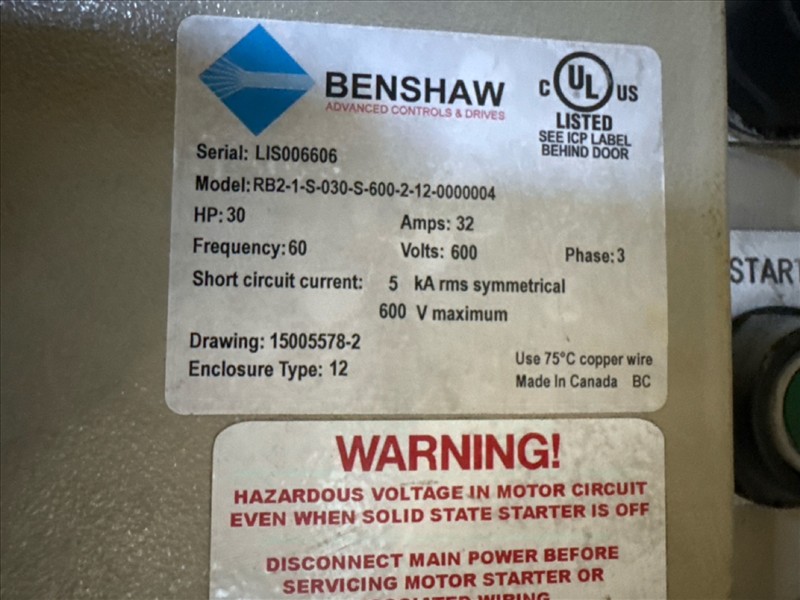 BENSHAW
ADVANCED CONTROLS & DRIVES
C UL US
LISTED
SEE ICP LABEL
BEHIND DOOR
Serial: LIS006606
Model: RB2-1-S-030-S-600-2-12-0000004
HP: 30 Amps: 32
Frequency: 60 Volts: 600 Phase: 3
Short circuit current: 5 kA rms symmetrical
600 V maximum
Drawing: 15005578-2
Enclosure Type: 12
Use 75°C copper wire
Made In Canada BC
START
WARNING!
HAZARDOUS VOLTAGE IN MOTOR CIRCUIT
EVEN WHEN SOLID STATE STARTER IS OFF
DISCONNECT MAIN POWER BEFORE
SERVICING MOTOR STARTER OR